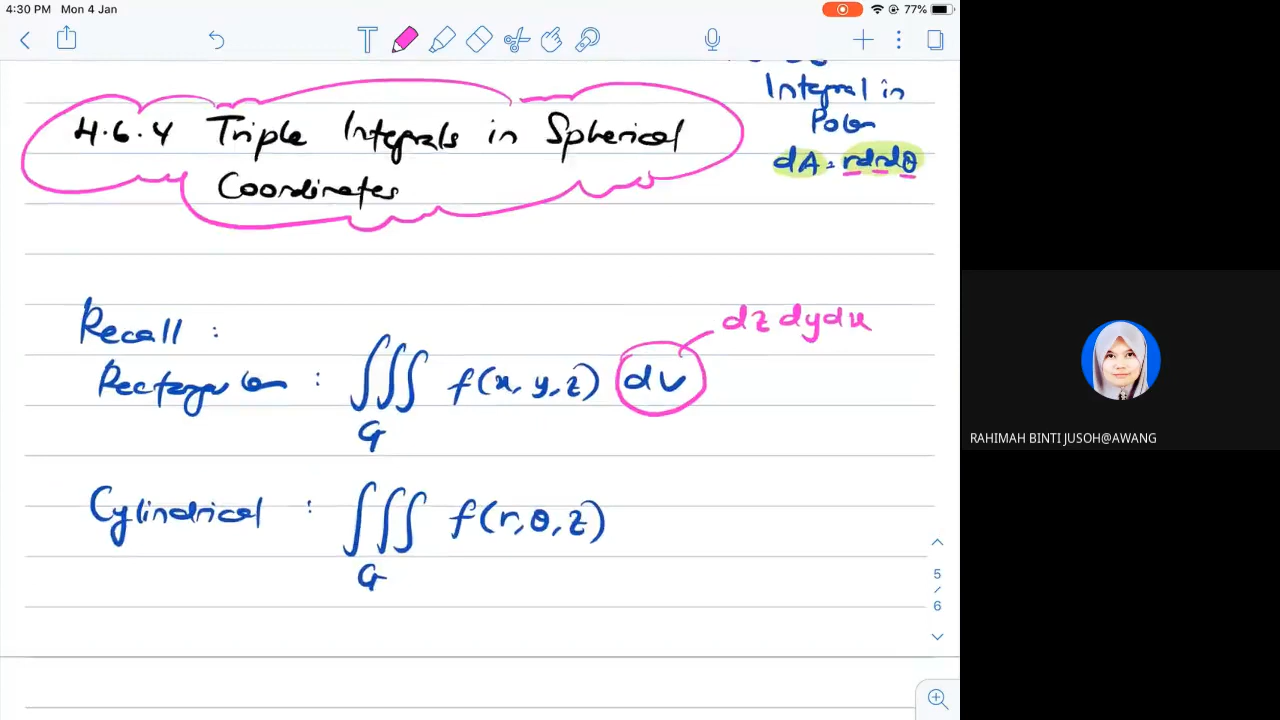 4:30 PM Mon 4 Jan
77%
Integral in
Polar
dA = rdrdθ
4.6.4 Triple Integrals in Spherical
Coordinates
Recall :
Rectangular : ∭ f(x, y, z) dv
G
dz dy dx
Cylindrical : ∭ f(r, θ, z)
G
5
/
6
RAHIMAH BINTI JUSOH@AWANG